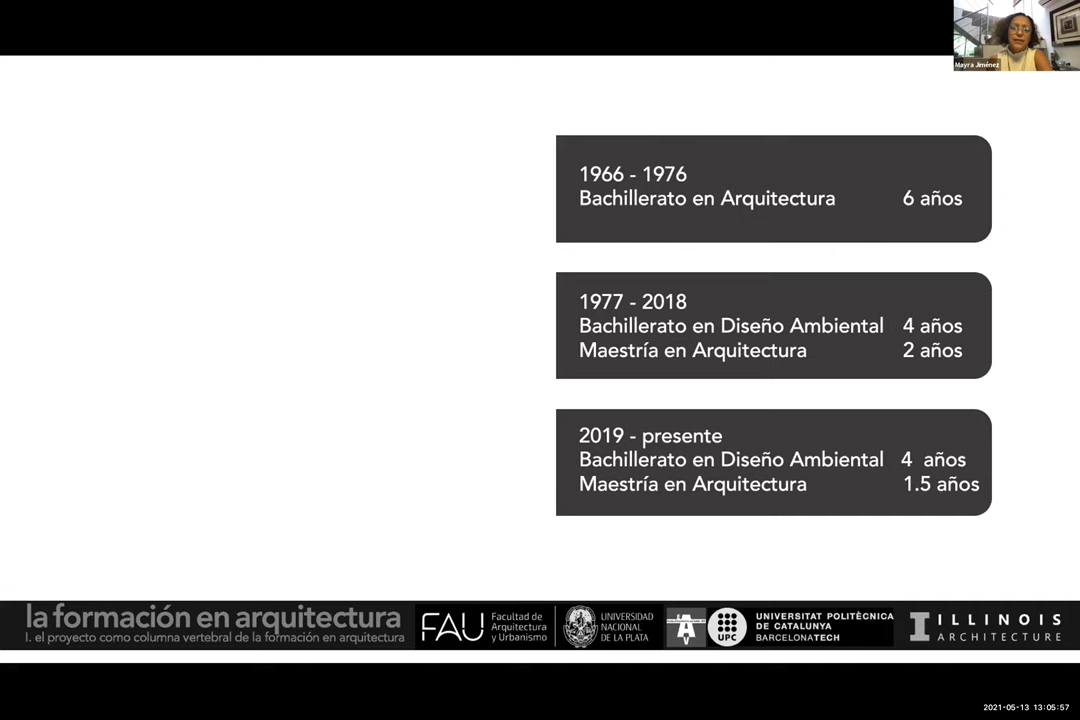 Mayra Jiménez
1966 - 1976
Bachillerato en Arquitectura 6 años
1977 - 2018
Bachillerato en Diseño Ambiental 4 años
Maestría en Arquitectura 2 años
2019 - presente
Bachillerato en Diseño Ambiental 4 años
Maestría en Arquitectura 1.5 años
la formación en arquitectura
I. el proyecto como columna vertebral de la formación en arquitectura
FAU
Facultad de
Arquitectura
y Urbanismo
UNIVERSIDAD
NACIONAL
DE LA PLATA
UPC
UNIVERSITAT POLITÈCNICA
DE CATALUNYA
BARCELONATECH
ILLINOIS
ARCHITECTURE
2021-05-13 13:05:57